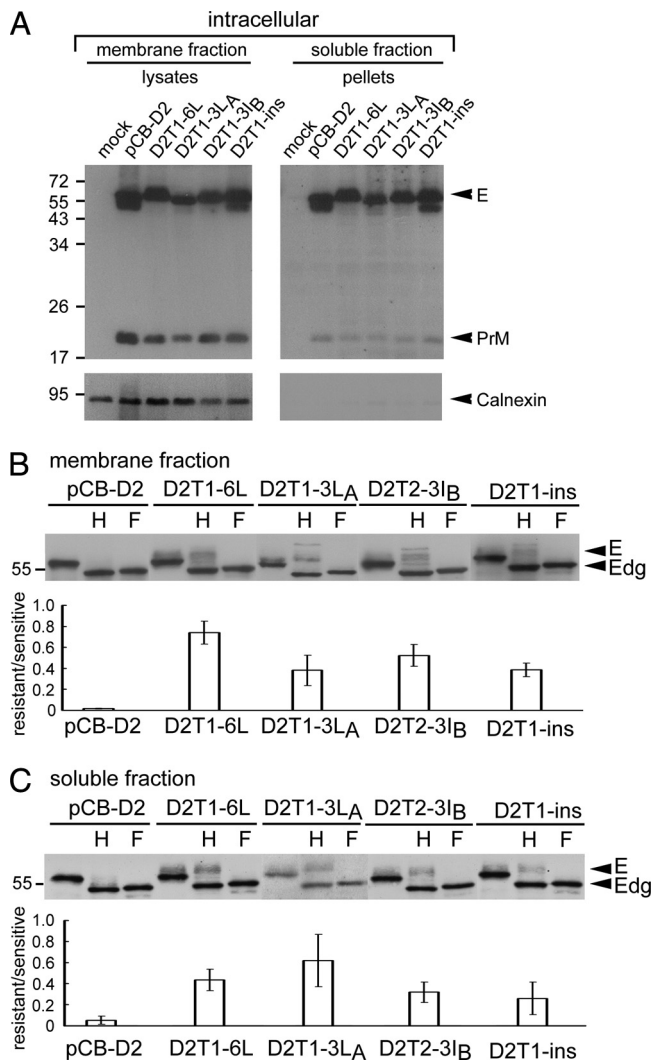 A
intracellular
membrane fraction soluble fraction
lysates pellets
mock pCB-D2 D2T1-6L D2T1-3LA D2T1-3IB D2T1-ins mock pCB-D2 D2T1-6L D2T1-3LA D2T1-3IB D2T1-ins
72
55
43
34
26
17
E
PrM
95
Calnexin
B membrane fraction
pCB-D2 D2T1-6L D2T1-3LA D2T2-3IB D2T1-ins
H F H F H F H F H F
E
55 Edg
resistant/sensitive
1.0
0.8
0.6
0.4
0.2
0
pCB-D2 D2T1-6L D2T1-3LA D2T2-3IB D2T1-ins
C soluble fraction
pCB-D2 D2T1-6L D2T1-3LA D2T2-3IB D2T1-ins
H F H F H F H F H F
E
55 Edg
resistant/sensitive
1.0
0.8
0.6
0.4
0.2
0
pCB-D2 D2T1-6L D2T1-3LA D2T2-3IB D2T1-ins